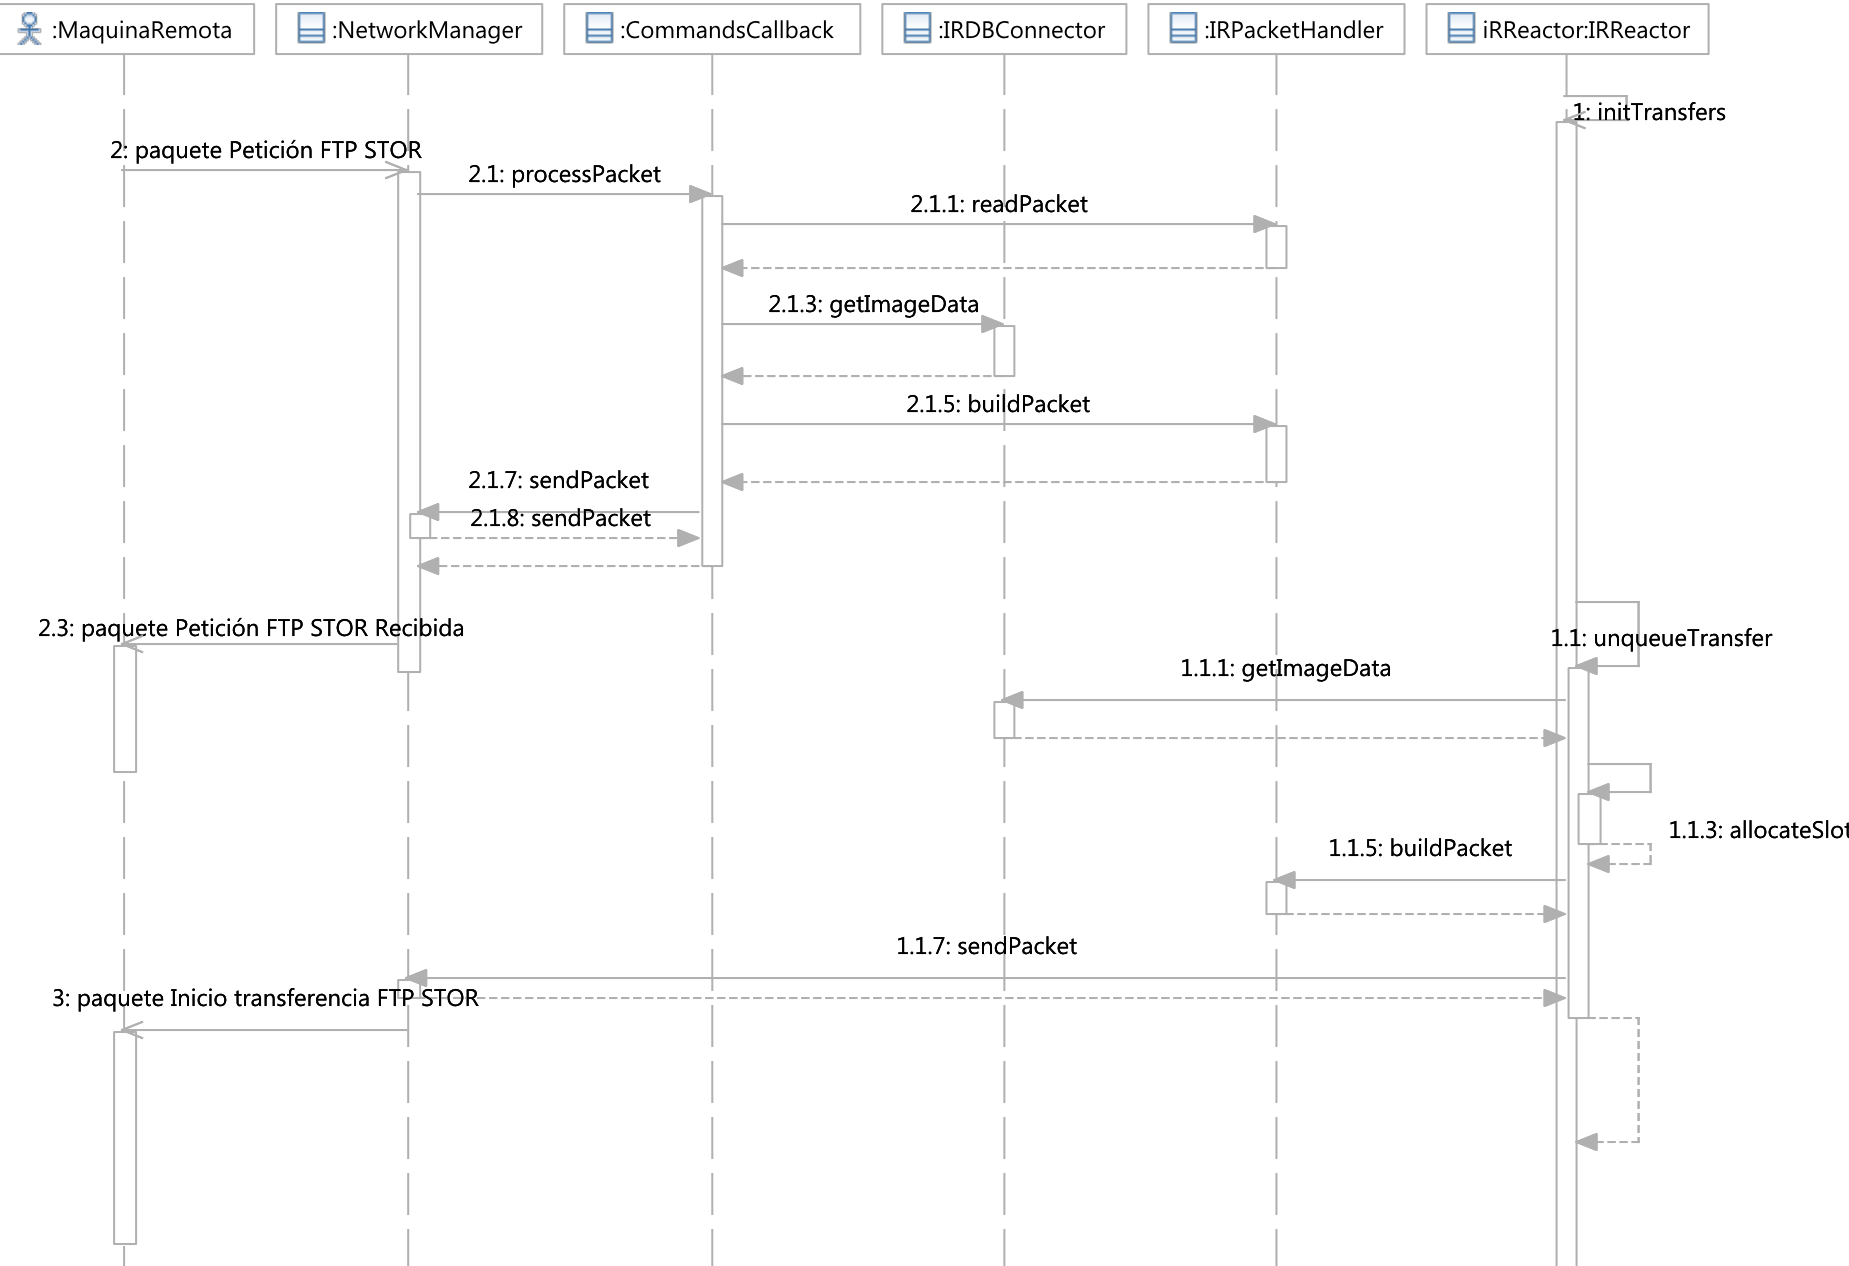 :MaquinaRemota
:NetworkManager
:CommandsCallback
:IRDBConnector
:IRPacketHandler
iRReactor:IRReactor
1: initTransfers
2: paquete Petición FTP STOR
2.1: processPacket
2.1.1: readPacket
2.1.3: getImageData
2.1.5: buildPacket
2.1.7: sendPacket
2.1.8: sendPacket
2.3: paquete Petición FTP STOR Recibida
1.1: unqueueTransfer
1.1.1: getImageData
1.1.3: allocateSlot
1.1.5: buildPacket
1.1.7: sendPacket
3: paquete Inicio transferencia FTP STOR